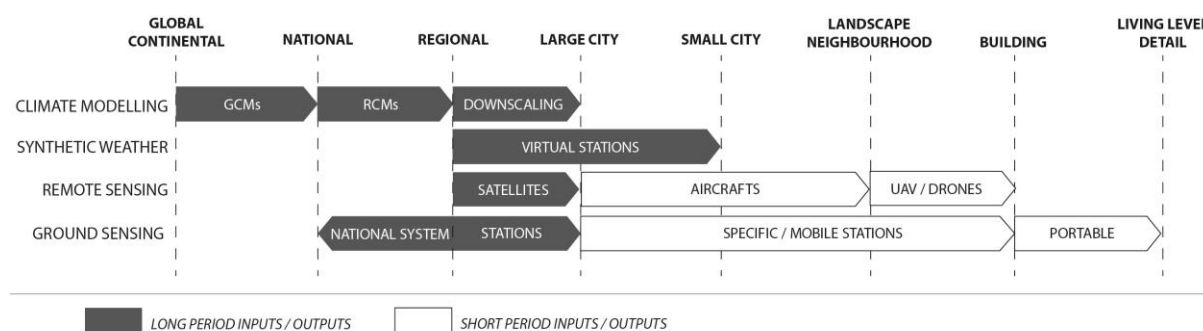 GLOBAL CONTINENTAL
NATIONAL
REGIONAL
LARGE CITY
SMALL CITY
LANDSCAPE NEIGHBOURHOOD
BUILDING
LIVING LEVEL DETAIL
CLIMATE MODELLING
GCMs
RCMs
DOWNSCALING
SYNTHETIC WEATHER
VIRTUAL STATIONS
REMOTE SENSING
SATELLITES
AIRCRAFTS
UAV / DRONES
GROUND SENSING
NATIONAL SYSTEM STATIONS
SPECIFIC / MOBILE STATIONS
PORTABLE
LONG PERIOD INPUTS / OUTPUTS
SHORT PERIOD INPUTS / OUTPUTS